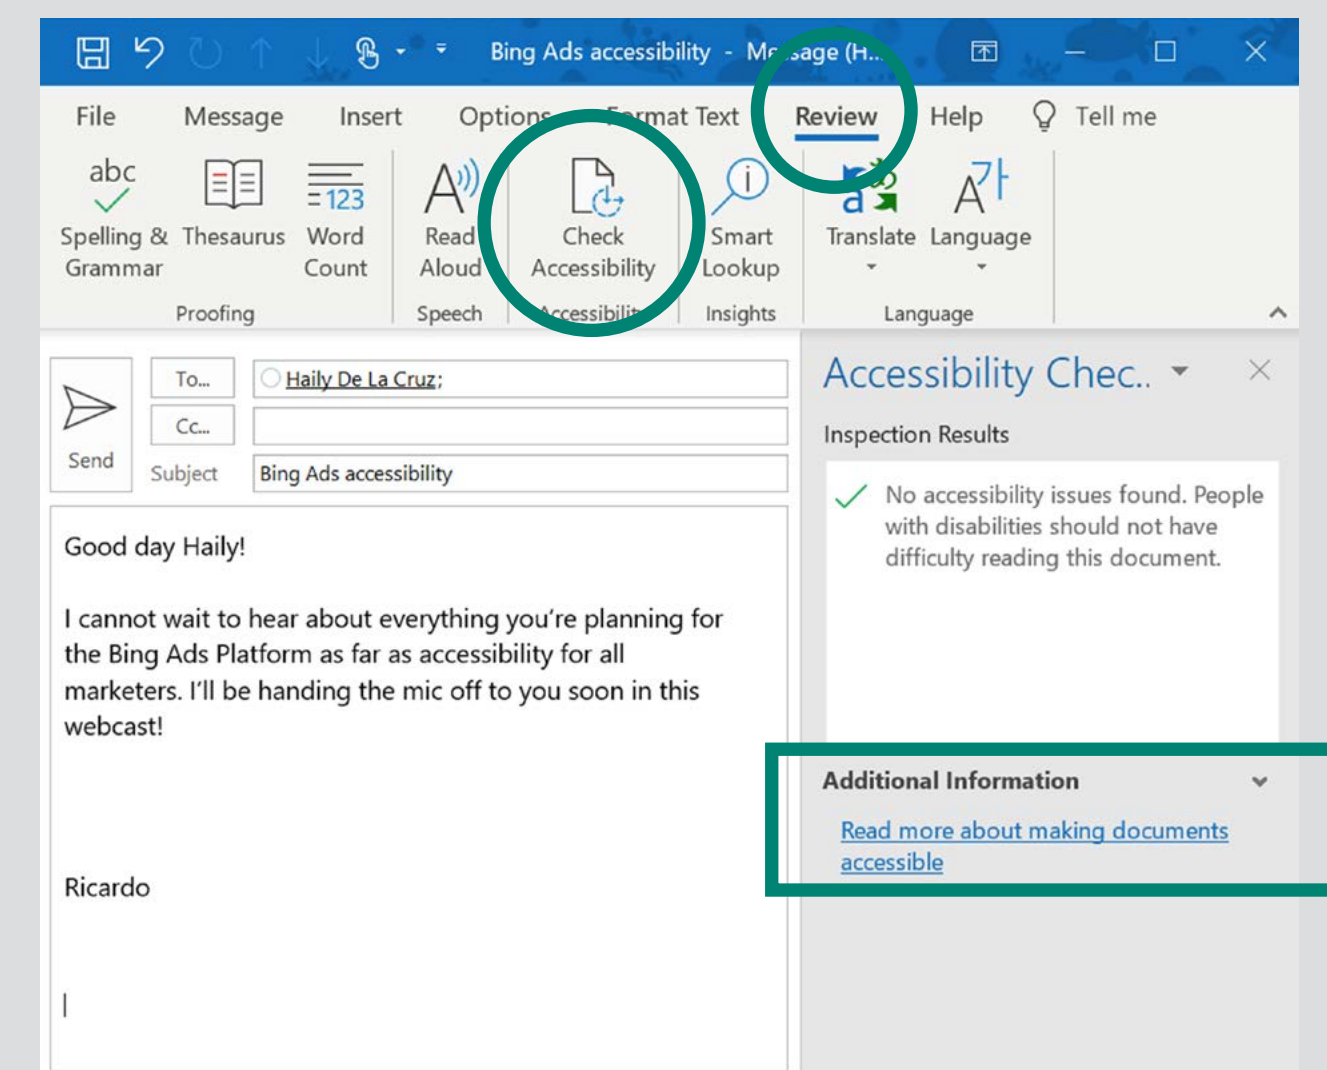 Bing Ads accessibility - Message (H...
File Message Insert Options Format Text Review Help Tell me
abc
123
Spelling & Grammar
Thesaurus
Word Count
Read Aloud
Check Accessibility
Smart Lookup
Translate
Language
Proofing Speech Accessibility Insights Language
To... Haily De La Cruz;
Cc...
Send
Subject Bing Ads accessibility
Good day Haily!
I cannot wait to hear about everything you're planning for
the Bing Ads Platform as far as accessibility for all
marketers. I'll be handing the mic off to you soon in this
webcast!
Ricardo
Accessibility Chec..
Inspection Results
No accessibility issues found. People
with disabilities should not have
difficulty reading this document.
Additional Information
Read more about making documents
accessible